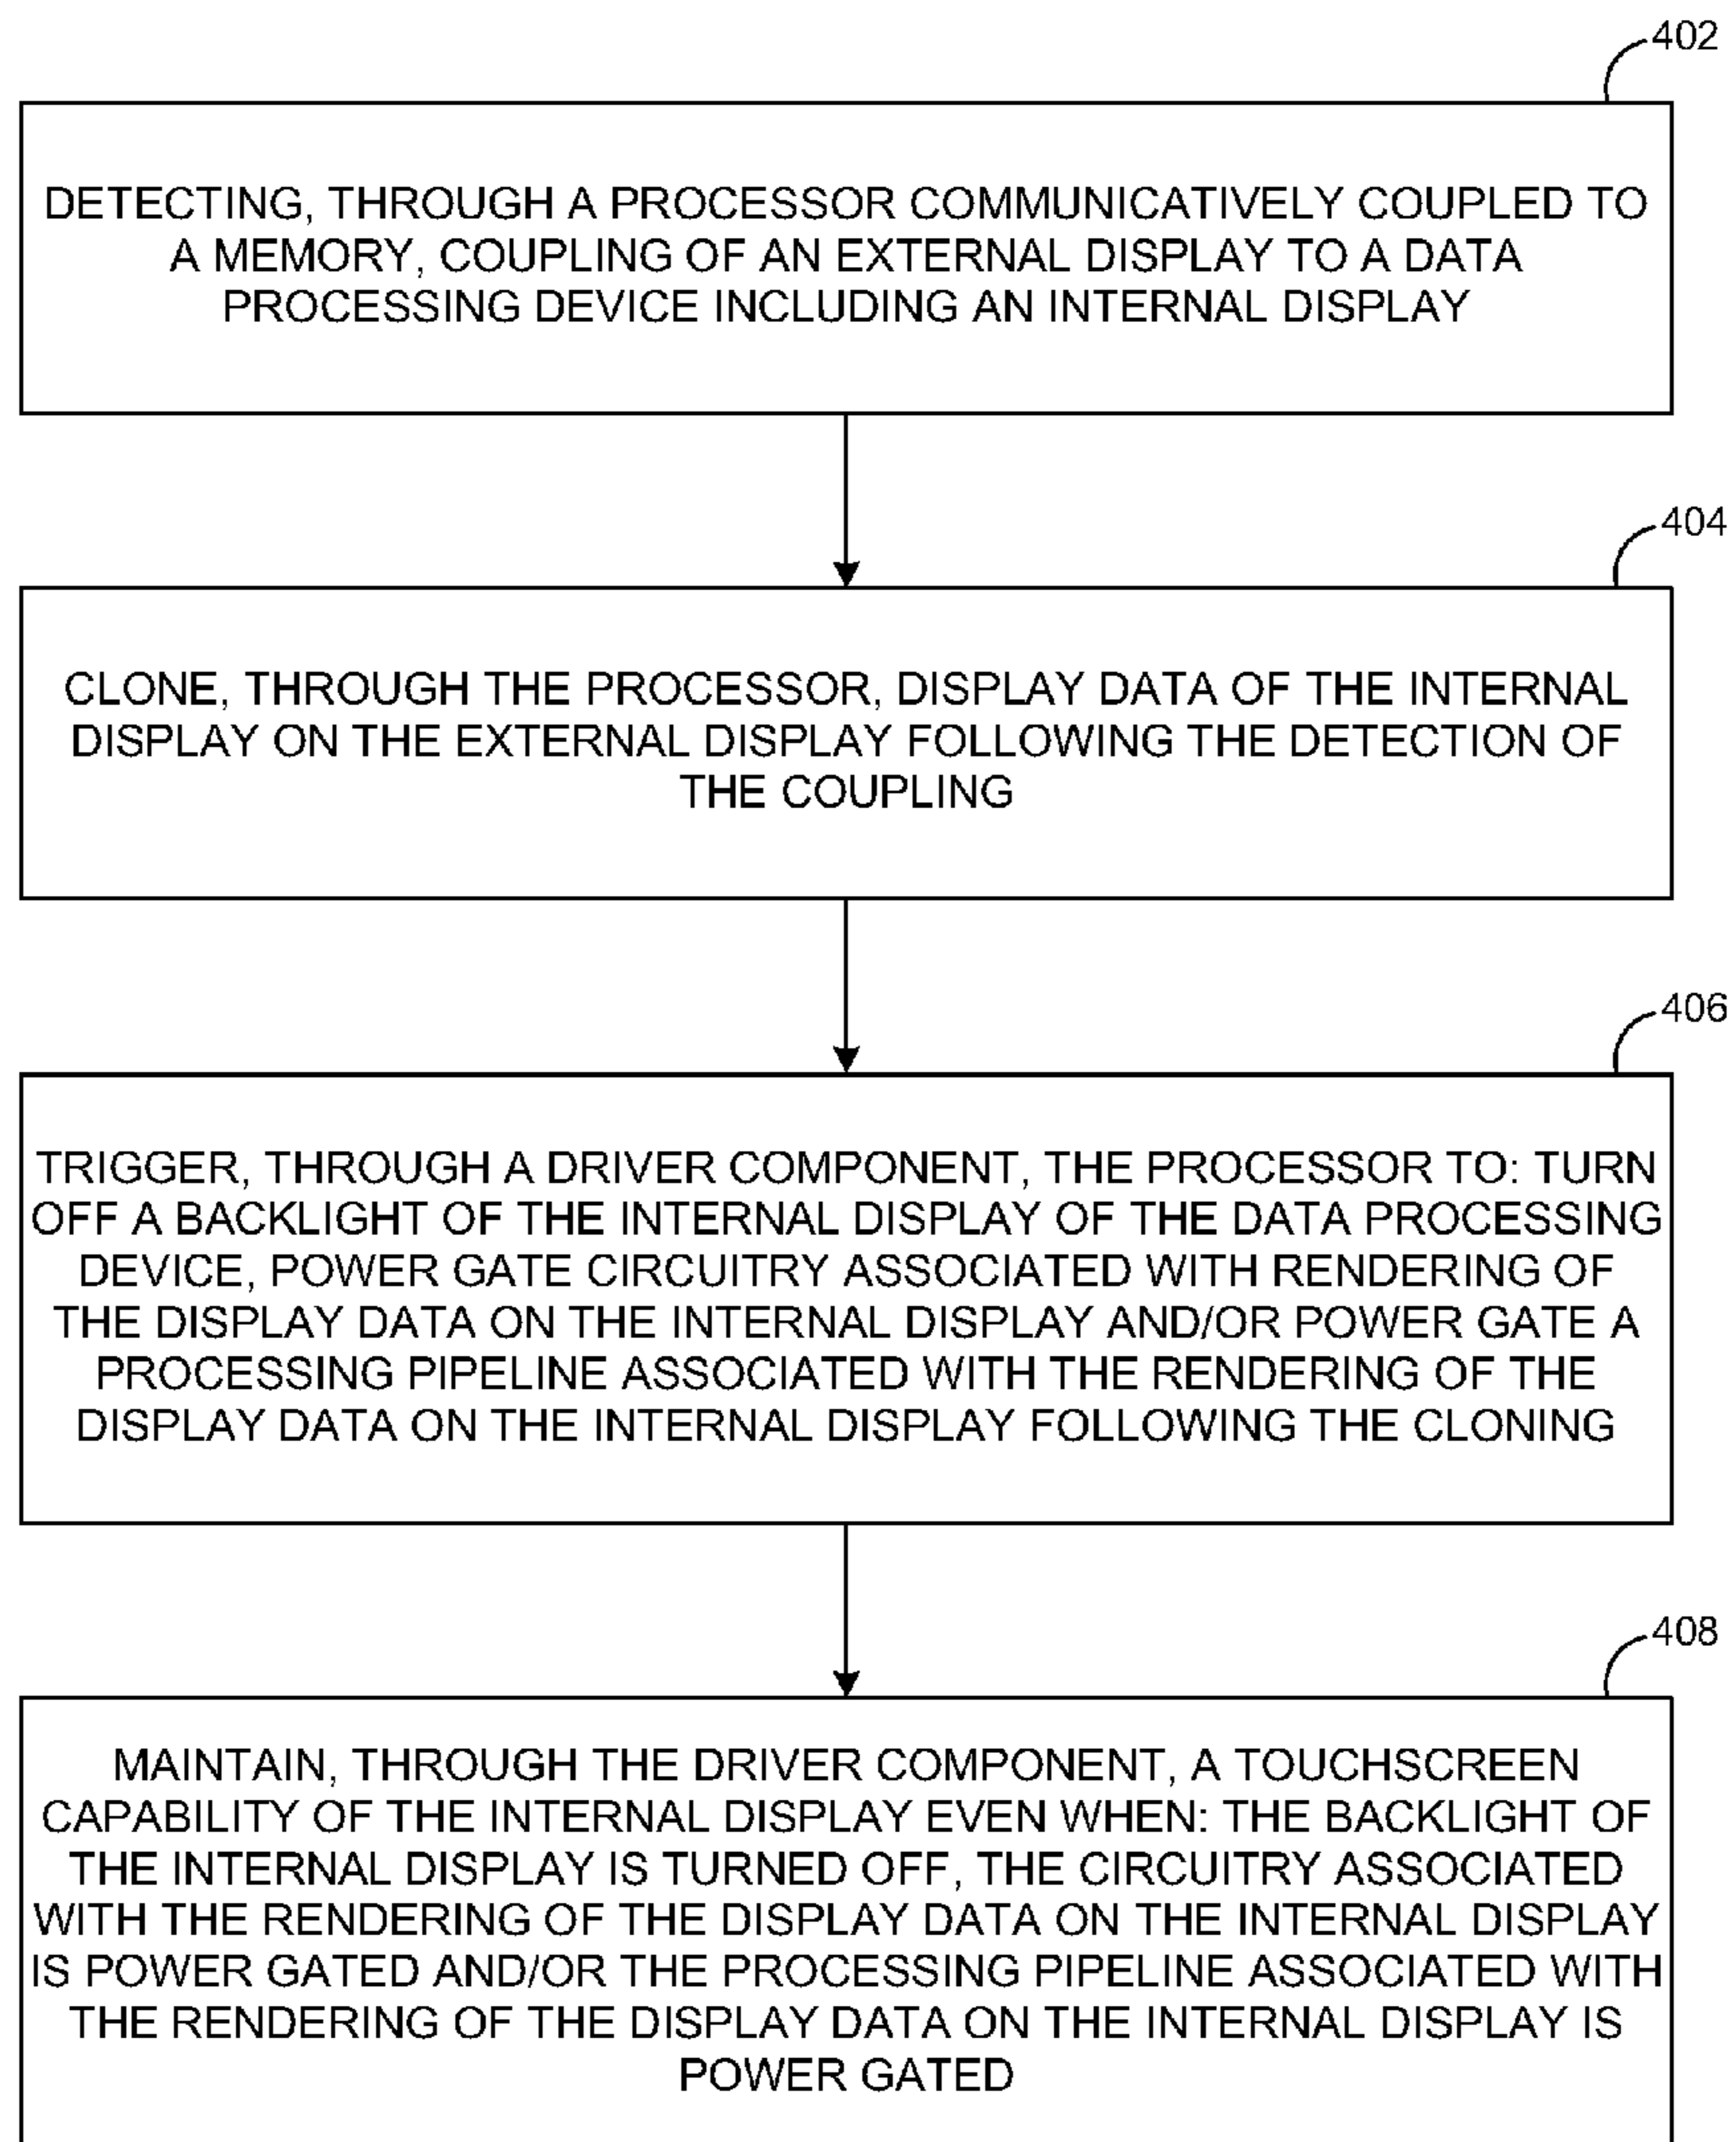 402
DETECTING, THROUGH A PROCESSOR COMMUNICATIVELY COUPLED TO
A MEMORY, COUPLING OF AN EXTERNAL DISPLAY TO A DATA
PROCESSING DEVICE INCLUDING AN INTERNAL DISPLAY
404
CLONE, THROUGH THE PROCESSOR, DISPLAY DATA OF THE INTERNAL
DISPLAY ON THE EXTERNAL DISPLAY FOLLOWING THE DETECTION OF
THE COUPLING
406
TRIGGER, THROUGH A DRIVER COMPONENT, THE PROCESSOR TO: TURN
OFF A BACKLIGHT OF THE INTERNAL DISPLAY OF THE DATA PROCESSING
DEVICE, POWER GATE CIRCUITRY ASSOCIATED WITH RENDERING OF
THE DISPLAY DATA ON THE INTERNAL DISPLAY AND/OR POWER GATE A
PROCESSING PIPELINE ASSOCIATED WITH THE RENDERING OF THE
DISPLAY DATA ON THE INTERNAL DISPLAY FOLLOWING THE CLONING
408
MAINTAIN, THROUGH THE DRIVER COMPONENT, A TOUCHSCREEN
CAPABILITY OF THE INTERNAL DISPLAY EVEN WHEN: THE BACKLIGHT OF
THE INTERNAL DISPLAY IS TURNED OFF, THE CIRCUITRY ASSOCIATED
WITH THE RENDERING OF THE DISPLAY DATA ON THE INTERNAL DISPLAY
IS POWER GATED AND/OR THE PROCESSING PIPELINE ASSOCIATED WITH
THE RENDERING OF THE DISPLAY DATA ON THE INTERNAL DISPLAY IS
POWER GATED